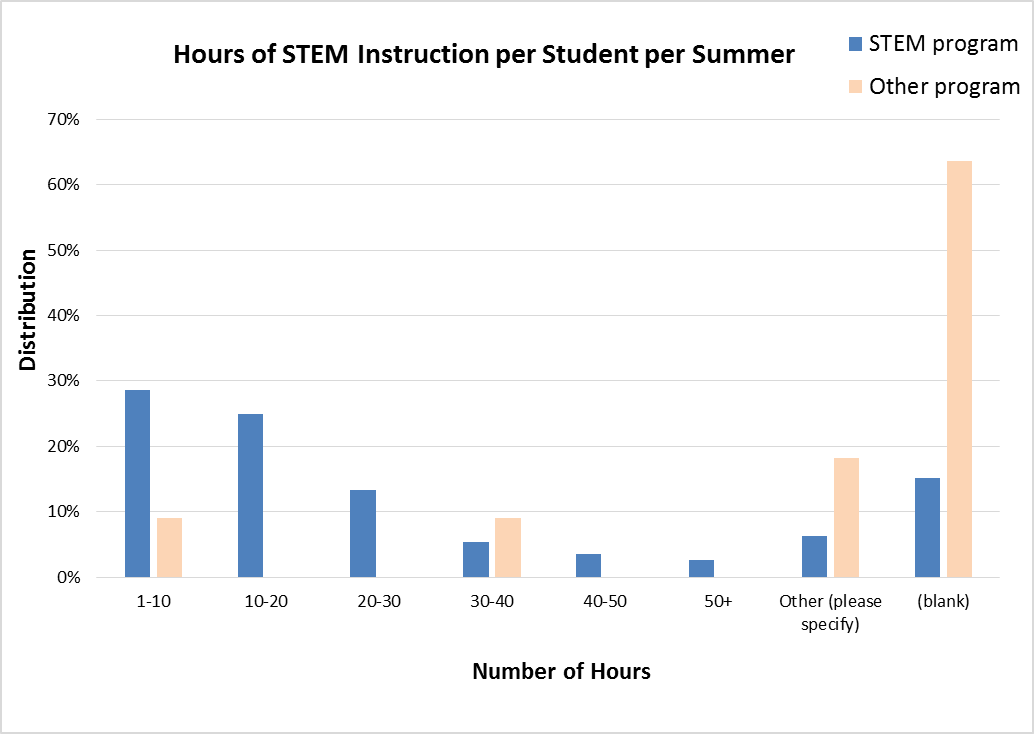 Hours of STEM Instruction per Student per Summer
STEM program
Other program
70%
60%
50%
40%
30%
20%
10%
0%
Distribution
1-10
10-20
20-30
30-40
40-50
50+
Other (please
specify)
(blank)
Number of Hours